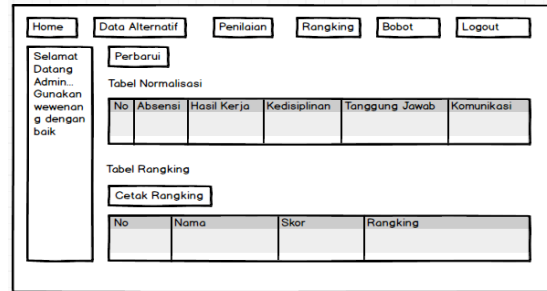 Home Data Alternatif Penilaian Rangking Bobot Logout
Selamat
Datang
Admin...
Gunakan
wewenan
g dengan
baik
Perbarui
Tabel Normalisasi
No Absensi Hasil Kerja Kedisiplinan Tanggung Jawab Komunikasi
Tabel Rangking
Cetak Rangking
No Nama Skor Rangking